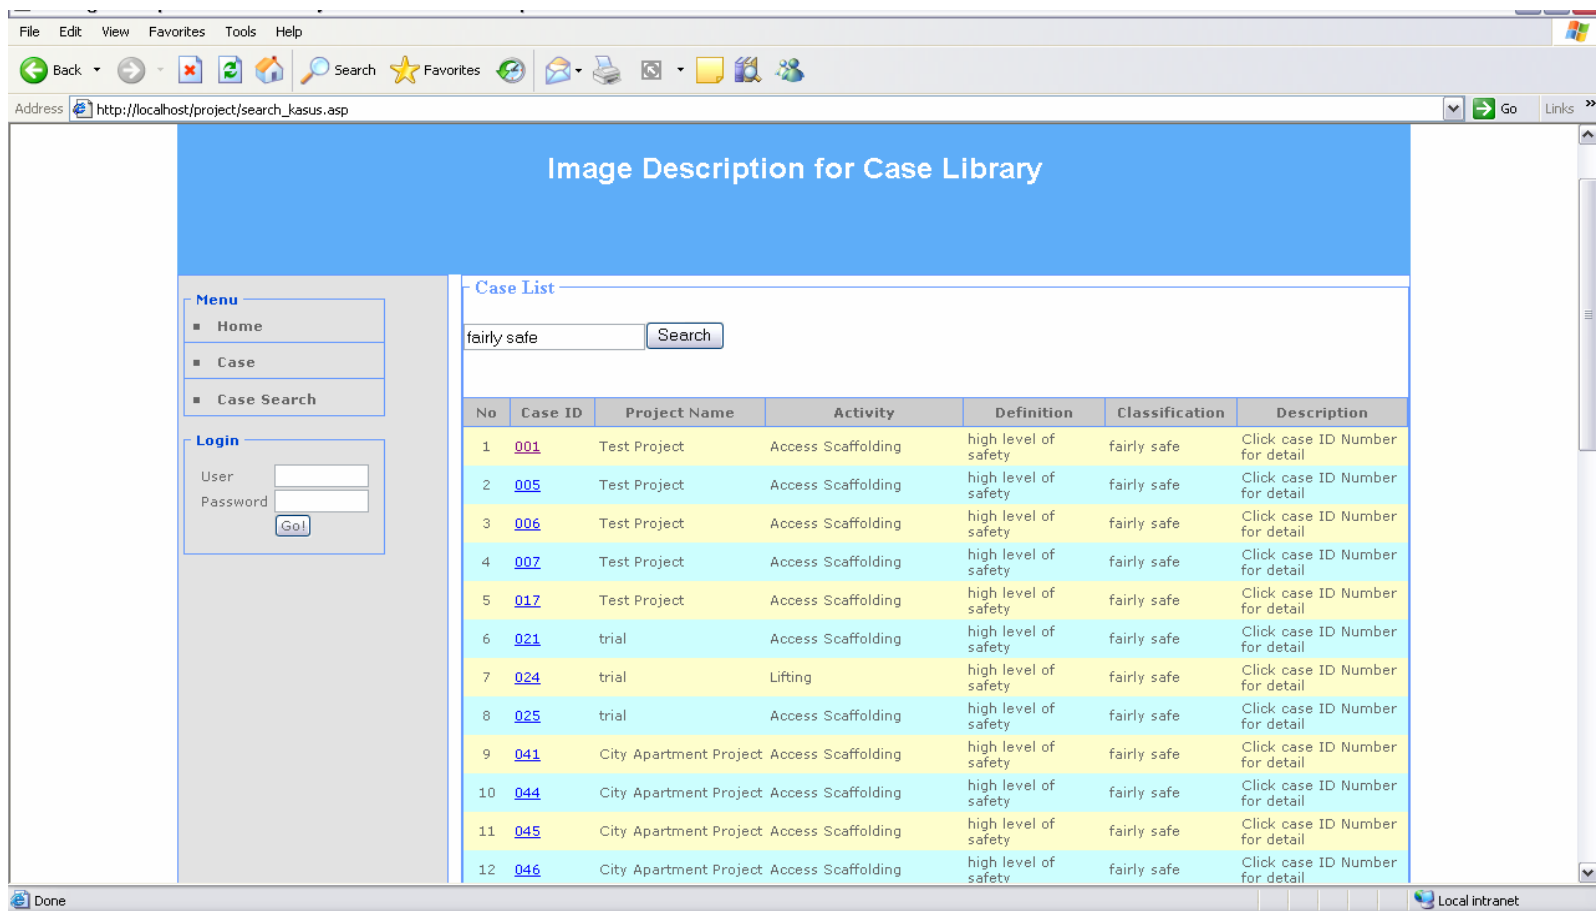 File Edit View Favorites Tools Help
Back Search Favorites
Address http://localhost/project/search_kasus.asp Go Links »
Image Description for Case Library
Menu
Home
Case
Case Search
Login
User
Password
Go!
Case List
fairly safe Search
No Case ID Project Name Activity Definition Classification Description
1 001 Test Project Access Scaffolding high level of safety fairly safe Click case ID Number for detail
2 005 Test Project Access Scaffolding high level of safety fairly safe Click case ID Number for detail
3 006 Test Project Access Scaffolding high level of safety fairly safe Click case ID Number for detail
4 007 Test Project Access Scaffolding high level of safety fairly safe Click case ID Number for detail
5 017 Test Project Access Scaffolding high level of safety fairly safe Click case ID Number for detail
6 021 trial Access Scaffolding high level of safety fairly safe Click case ID Number for detail
7 024 trial Lifting high level of safety fairly safe Click case ID Number for detail
8 025 trial Access Scaffolding high level of safety fairly safe Click case ID Number for detail
9 041 City Apartment Project Access Scaffolding high level of safety fairly safe Click case ID Number for detail
10 044 City Apartment Project Access Scaffolding high level of safety fairly safe Click case ID Number for detail
11 045 City Apartment Project Access Scaffolding high level of safety fairly safe Click case ID Number for detail
12 046 City Apartment Project Access Scaffolding high level of safety fairly safe Click case ID Number for detail
Done Local intranet